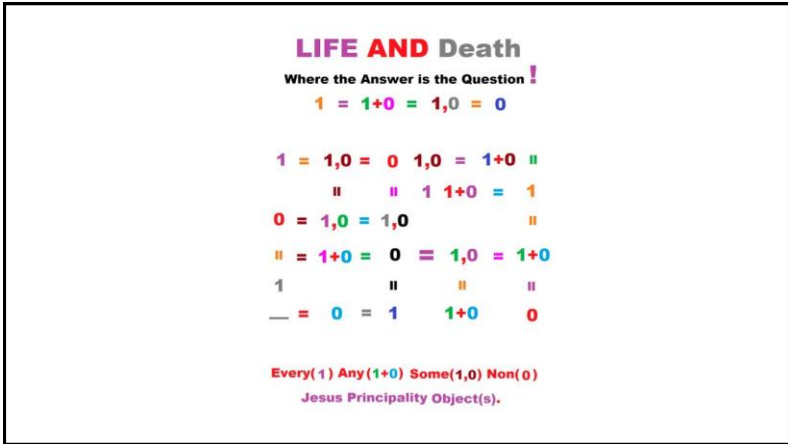 LIFE AND Death
Where the Answer is the Question !
1 = 1+0 = 1,0 = 0
1 = 1,0 = 0 1,0 = 1+0 =
= = 1 1+0 = 1
0 = 1,0 = 1,0 =
= = 1+0 = 0 = 1,0 = 1+0
1 = = =
__ = 0 = 1 1+0 0
Every(1) Any(1+0) Some(1,0) Non(0)
Jesus Principality Object(s).